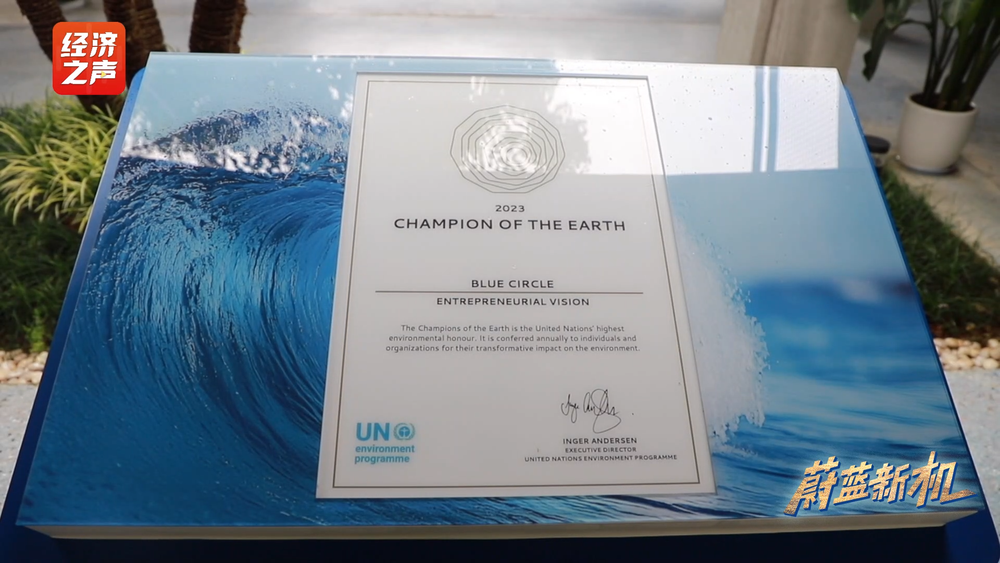 经济
之声
2023
CHAMPION OF THE EARTH
BLUE CIRCLE
ENTREPRENEURIAL VISION
The Champions of the Earth is the United Nations' highest
environmental honour. It is conferred annually to individuals and
organizations for their transformative impact on the environment.
UN
environment
programme
INGER ANDERSEN
EXECUTIVE DIRECTOR
UNITED NATIONS ENVIRONMENT PROGRAMME
蔚蓝新机